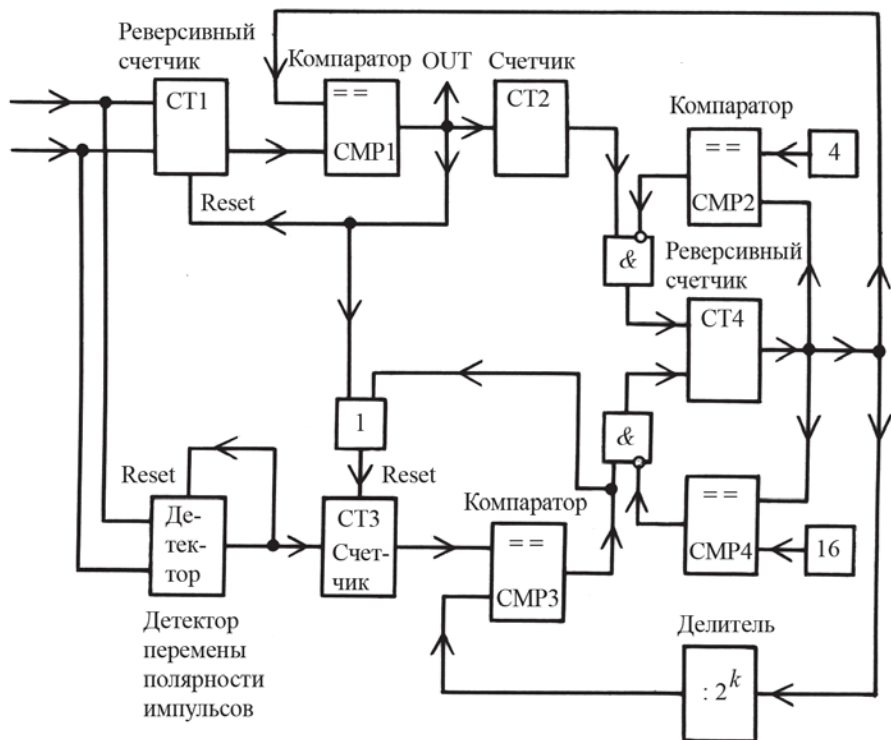 Реверсивный
счетчик
Компаратор
OUT
Счетчик
CT1
= =
CMP1
CT2
Компаратор
= =
CMP2
4
Reset
&
Реверсивный
счетчик
CT4
1
&
Reset
Reset
Компаратор
Де-
тек-
тор
CT3
Счет-
чик
= =
CMP3
= =
CMP4
16
Детектор
перемены
полярности
импульсов
Делитель
: 2^k